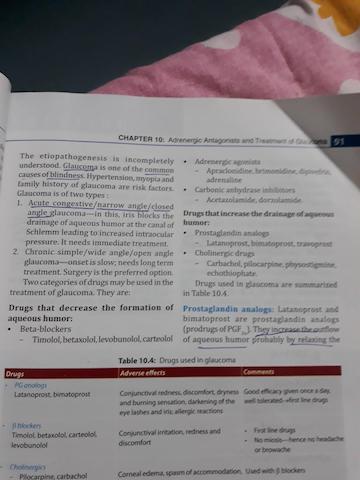 CHAPTER 10: Adrenergic Antagonists and Treatment of Glaucoma 91
The etiopathogenesis is incompletely
understood. Glaucoma is one of the common
causes of blindness. Hypertension, myopia and
family history of glaucoma are risk factors.
Glaucoma is of two types :
1. Acute congestive/narrow angle/closed
angle glaucoma—in this, iris blocks the
drainage of aqueous humor at the canal of
Schlemm leading to increased intraocular
pressure. It needs immediate treatment.
2. Chronic simple/wide angle/open angle
glaucoma—onset is slow; needs long term
treatment. Surgery is the preferred option.
Two categories of drugs may be used in the
treatment of glaucoma. They are:
Drugs that decrease the formation of
aqueous humor:
• Beta-blockers
– Timolol, betaxolol, levobunolol, carteolol
• Adrenergic agonists
– Apraclonidine, brimonidine, dipivefrin,
adrenaline
• Carbonic anhydrase inhibitors
– Acetazolamide, dorzolamide.
Drugs that increase the drainage of aqueous
humor:
• Prostaglandin analogs
– Latanoprost, bimatoprost, travoprost
• Cholinergic drugs
– Carbachol, pilocarpine, physostigmine,
echothiophate.
Drugs used in glaucoma are summarized
in Table 10.4.
Prostaglandin analogs: Latanoprost and
bimatoprost are prostaglandin analogs
(prodrugs of PGF2α). They increase the outflow
of aqueous humor probably by relaxing the
Table 10.4: Drugs used in glaucoma
Drugs Adverse effects Comments
• PG analogs
Latanoprost, bimatoprost Conjunctival redness, discomfort, dryness Good efficacy given once a day,
and burning sensation, darkening of the well tolerated–first line drugs
eye lashes and iris; allergic reactions
• β blockers
Timolol, betaxolol, carteolol, Conjunctival irritation, redness and • First line drugs
levobunolol discomfort • No miosis—hence no headache
or browache
• Cholinergics
– Pilocarpine, carbachol Corneal edema, spasm of accommodation, Used with β blockers